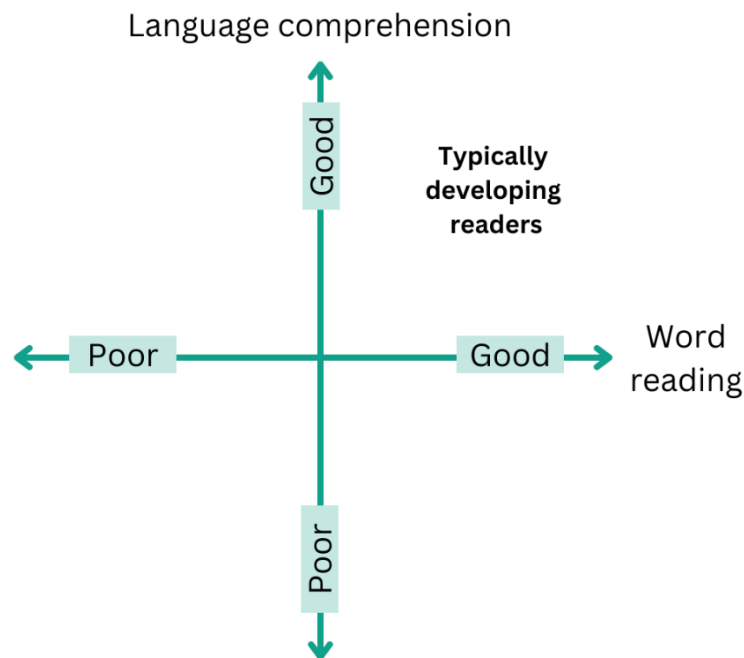 Language comprehension
Good
Typically
developing
readers
Poor
Good
Word
reading
Poor